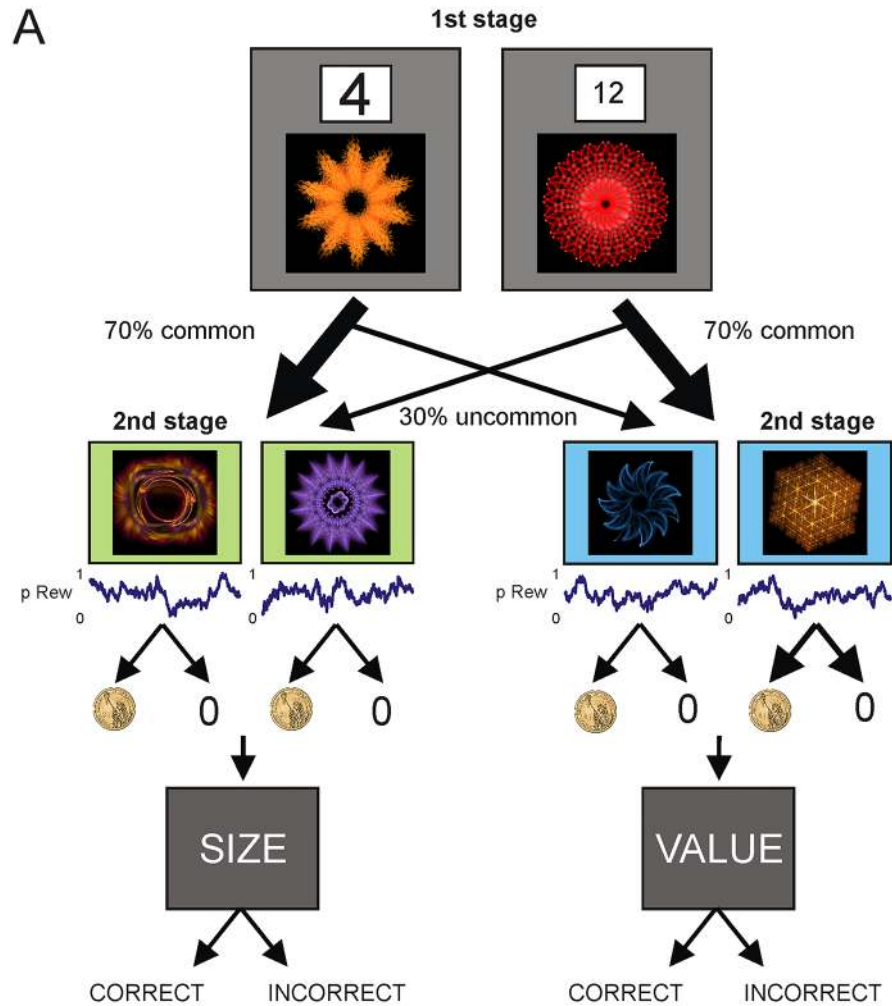 A
1st stage
4 12
70% common 70% common
30% uncommon
2nd stage 2nd stage
1 1 1 1
p Rew p Rew
0 0 0 0
0 0 0 0
SIZE VALUE
CORRECT INCORRECT CORRECT INCORRECT